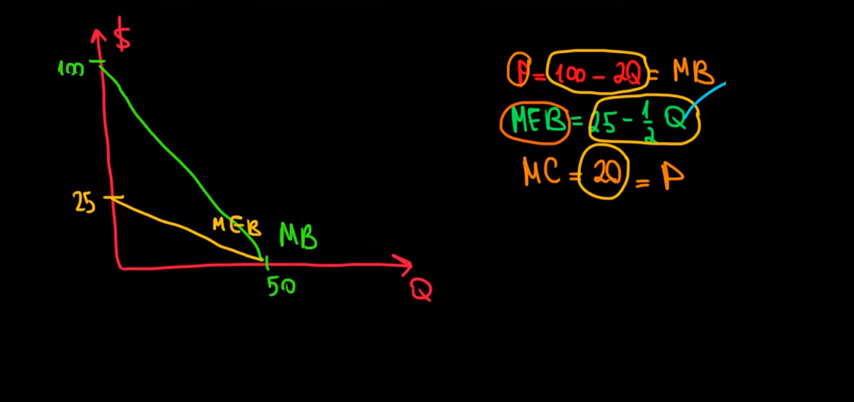 $
100
25
MEB
MB
50
Q
P = 100 - 2Q = MB
MEB = 25 - 1/2 Q
MC = 20 = P